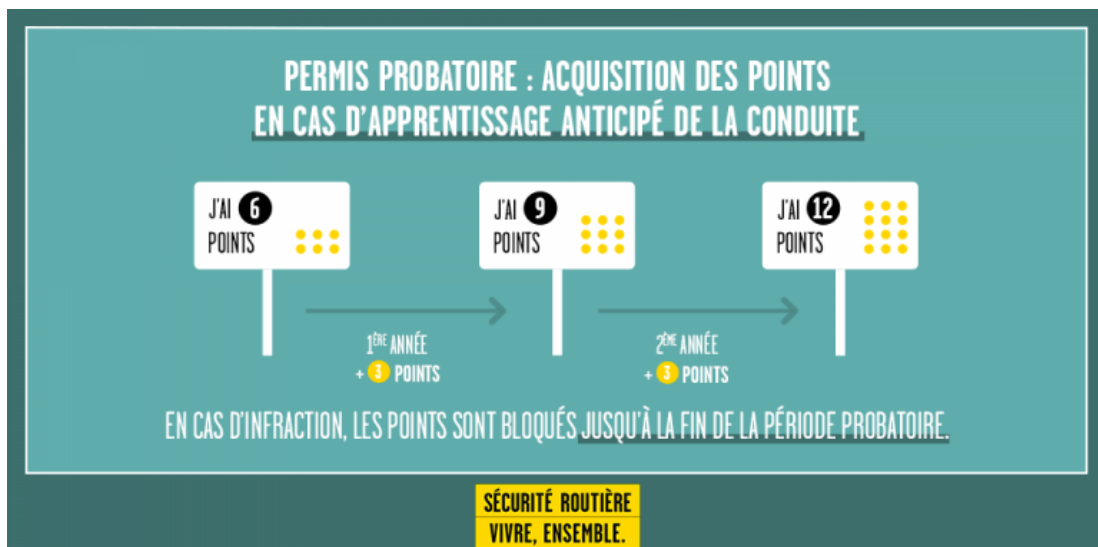 PERMIS PROBATOIRE : ACQUISITION DES POINTS
EN CAS D'APPRENTISSAGE ANTICIPÉ DE LA CONDUITE
J'AI 6
POINTS
J'AI 9
POINTS
J'AI 12
POINTS
1ÈRE ANNÉE
+ 3 POINTS
2ÈME ANNÉE
+ 3 POINTS
EN CAS D'INFRACTION, LES POINTS SONT BLOQUÉS JUSQU'À LA FIN DE LA PÉRIODE PROBATOIRE.
SÉCURITÉ ROUTIÈRE
VIVRE, ENSEMBLE.